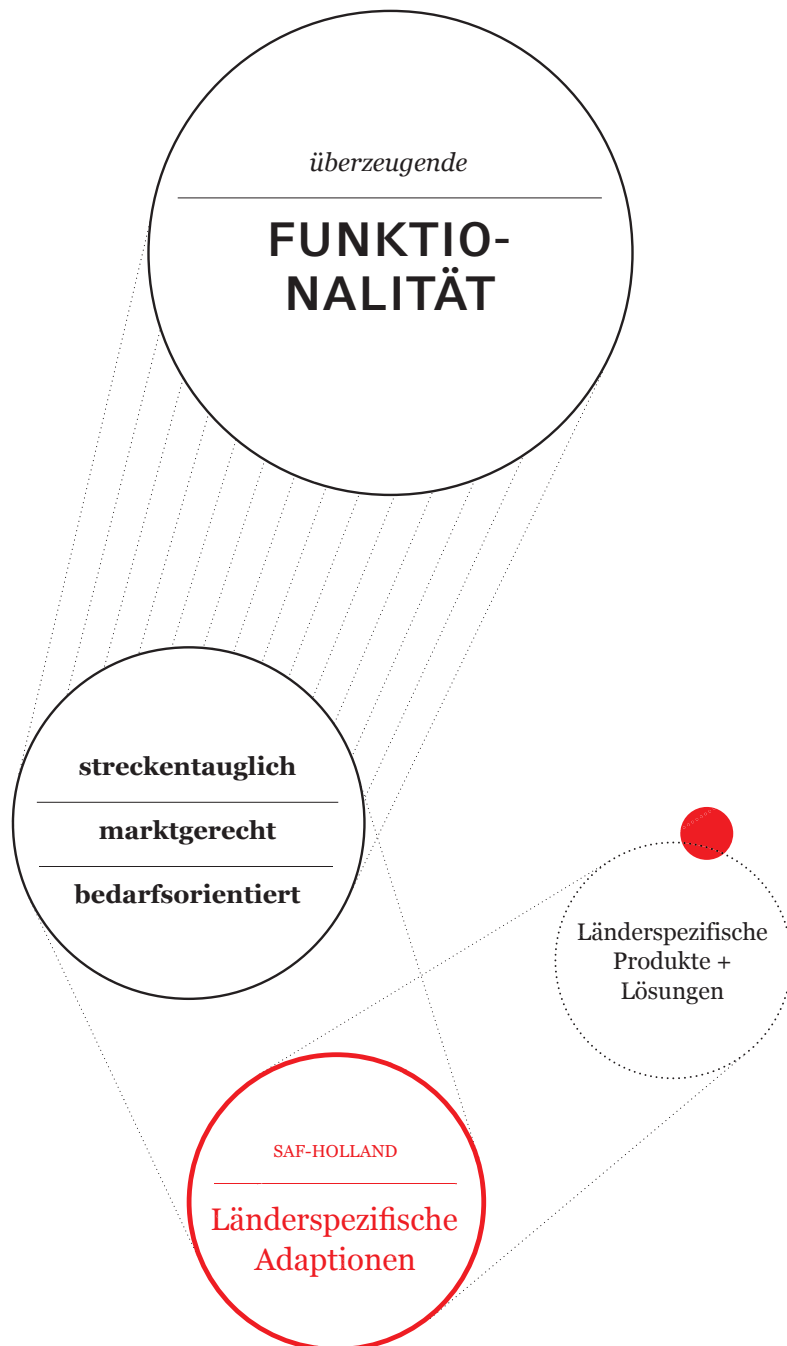 überzeugende
FUNKTIO-
NALITÄT
streckentauglich
marktgerecht
bedarfsorientiert
Länderspezifische
Produkte +
Lösungen
SAF-HOLLAND
Länderspezifische
Adaptionen